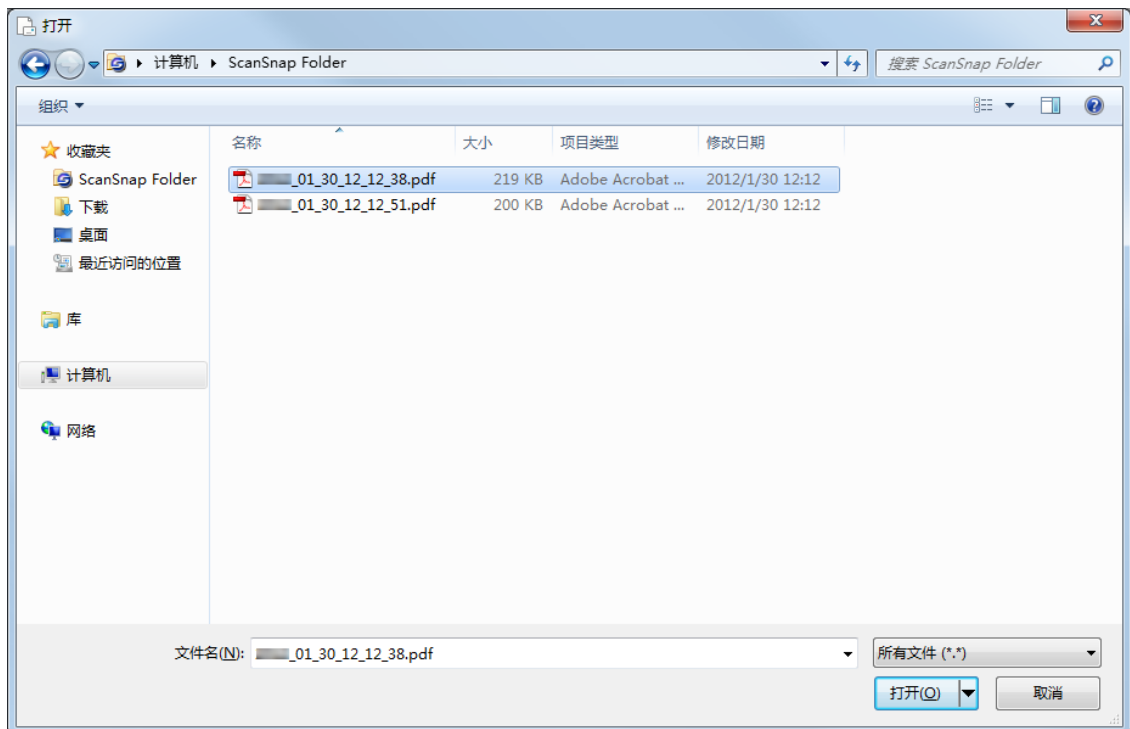 打开
计算机 ScanSnap Folder 搜索 ScanSnap Folder
组织
收藏夹
ScanSnap Folder
下载
桌面
最近访问的位置
库
计算机
网络
名称 大小 项目类型 修改日期
_01_30_12_12_38.pdf 219 KB Adobe Acrobat ... 2012/1/30 12:12
_01_30_12_12_51.pdf 200 KB Adobe Acrobat ... 2012/1/30 12:12
文件名(N): _01_30_12_12_38.pdf 所有文件 (*.*)
打开(O) 取消